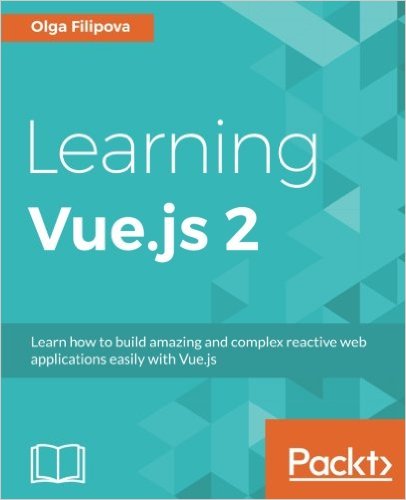 Olga Filipova
Learning
Vue.js 2
Learn how to build amazing and complex reactive web
applications easily with Vue.js
Packt>